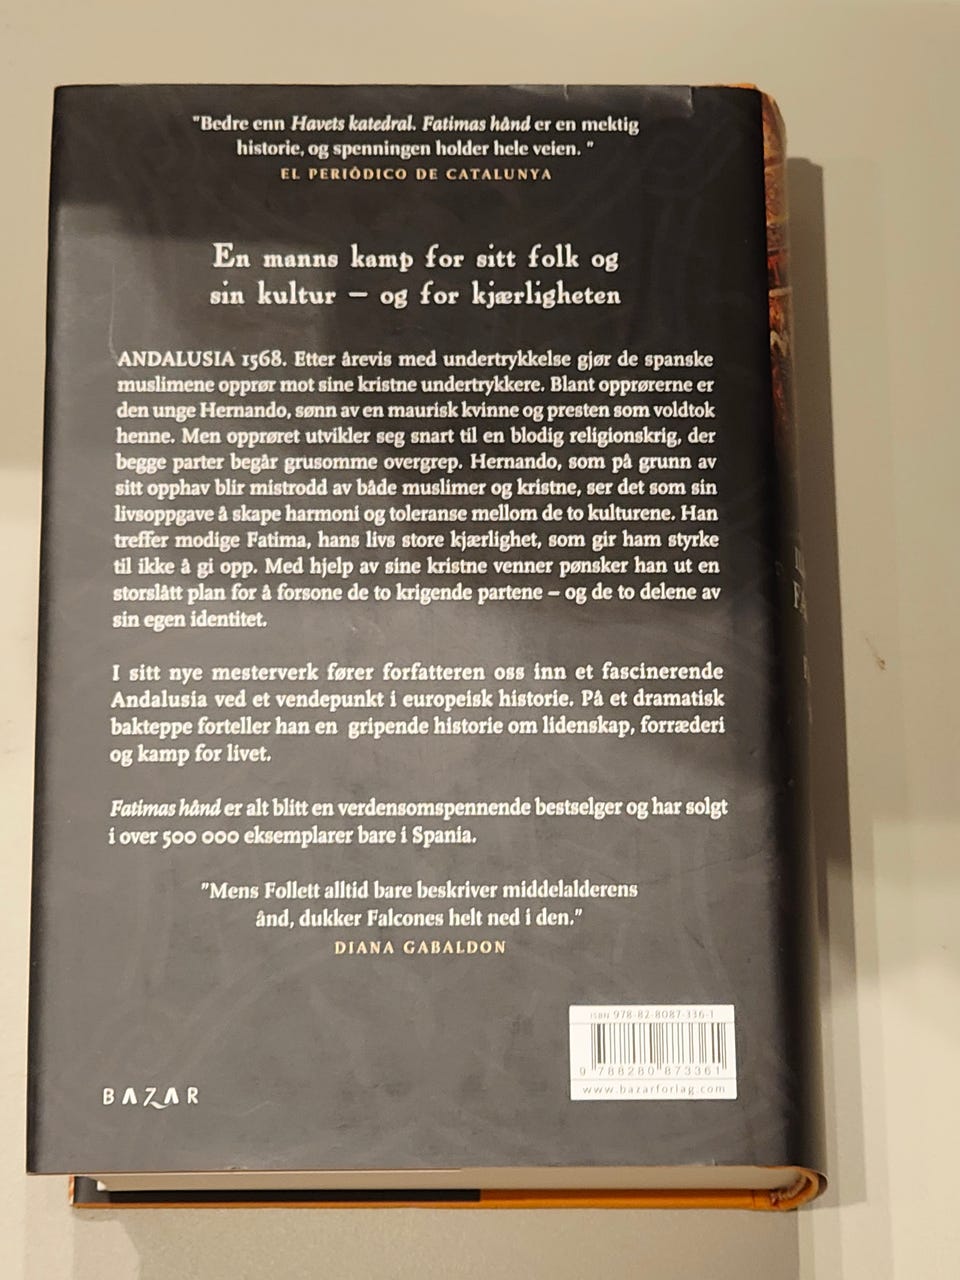 "Bedre enn Havets katedral. Fatimas hånd er en mektig
historie, og spenningen holder hele veien. "
EL PERIÓDICO DE CATALUNYA
En manns kamp for sitt folk og
sin kultur – og for kjærligheten
ANDALUSIA 1568. Etter årevis med undertrykkelse gjør de spanske
muslimene opprør mot sine kristne undertrykkere. Blant opprørerne er
den unge Hernando, sønn av en maurisk kvinne og presten som voldtok
henne. Men opprøret utvikler seg snart til en blodig religionskrig, der
begge parter begår grusomme overgrep. Hernando, som på grunn av
sitt opphav blir mistrodd av både muslimer og kristne, ser det som sin
livsoppgave å skape harmoni og toleranse mellom de to kulturene. Han
treffer modige Fatima, hans livs store kjærlighet, som gir ham styrke
til ikke å gi opp. Med hjelp av sine kristne venner pønsker han ut en
storslått plan for å forsone de to krigende partene – og de to delene av
sin egen identitet.
I sitt nye mesterverk fører forfatteren oss inn et fascinerende
Andalusia ved et vendepunkt i europeisk historie. På et dramatisk
bakteppe forteller han en gripende historie om lidenskap, forræderi
og kamp for livet.
Fatimas hånd er alt blitt en verdensomspennende bestselger og har solgt
i over 500 000 eksemplarer bare i Spania.
"Mens Follett alltid bare beskriver middelalderens
ånd, dukker Falcones helt ned i den."
DIANA GABALDON
ISBN 978-82-8087-336-1
9 788280 873361
www.bazarforlag.com
BAZAR